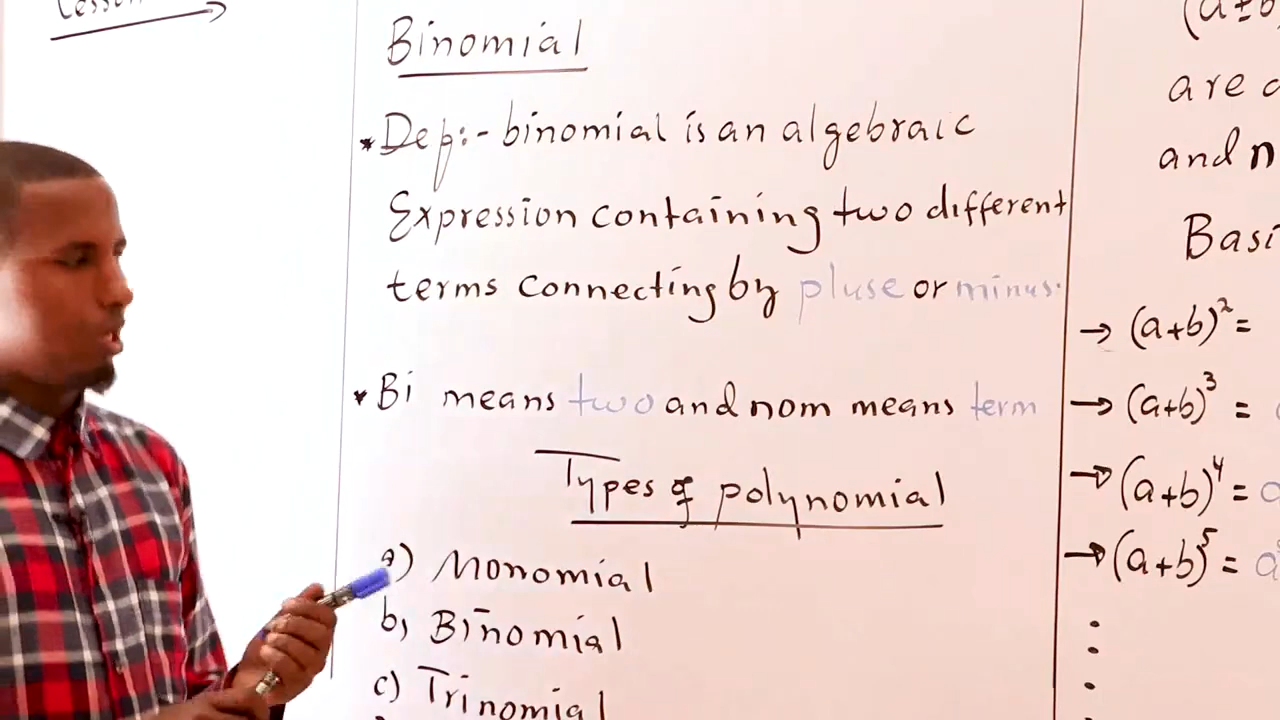 Lesson
Binomial
* Def:- binomial is an algebraic
Expression containing two different
terms connecting by pluse or minus.
* Bi means two and nom means term
Types of polynomial
a) Monomial
b, Binomial
c) Trinomial
(a±b
are
and n
Basi
→ (a+b)² =
→ (a+b)³ =
→ (a+b)⁴ = a
→ (a+b)⁵ = a